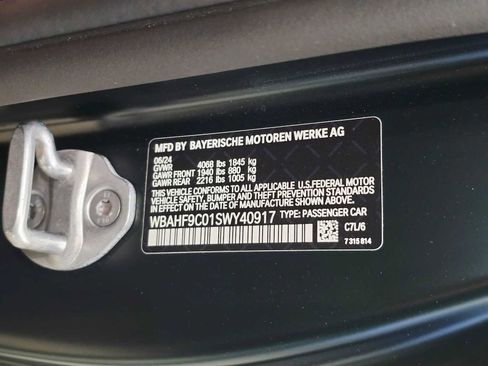 MFD BY BAYERISCHE MOTOREN WERKE AG
06/24
GVWR 4068 lbs 1845 kg
GAWR FRONT 1940 lbs 880 kg
GAWR REAR 2216 lbs 1005 kg
THIS VEHICLE CONFORMS TO ALL APPLICABLE U.S.FEDERAL MOTOR
VEHICLE SAFETY, BUMPER, AND THEFT PREVENTION STANDARDS
IN EFFECT ON THE DATE OF MANUFACTURE SHOWN ABOVE.
WBAHF9C01SWY40917 TYPE: PASSENGER CAR
C7L/6
7 315 814